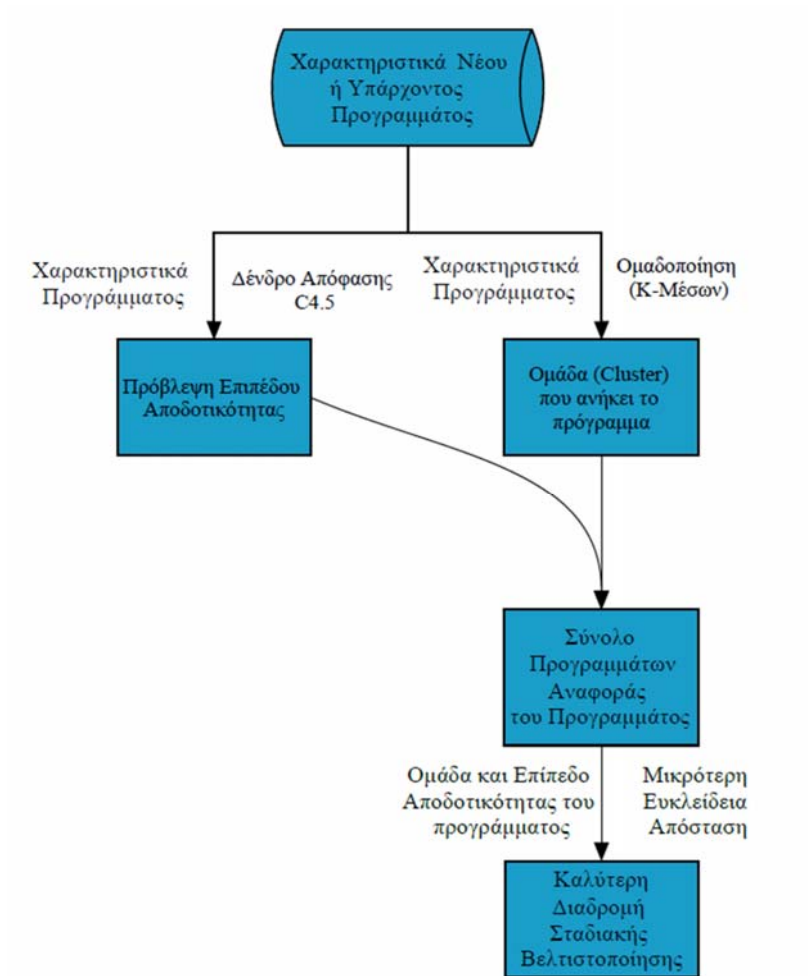 Χαρακτηριστικά Νέου
ή Υπάρχοντος
Προγραμμάτος
Χαρακτηριστικά
Προγράμματος
Δένδρο Απόφασης
C4.5
Χαρακτηριστικά
Προγράμματος
Ομαδοποίηση
(Κ-Μέσων)
Πρόβλεψη Επιπέδου
Αποδοτικότητας
Ομάδα (Cluster)
που ανήκει το
πρόγραμμα
Σύνολο
Προγραμμάτων
Αναφοράς
του Προγραμμάτος
Ομάδα και Επίπεδο
Αποδοτικότητας του
προγράμματος
Μικρότερη
Ευκλείδεια
Απόσταση
Καλύτερη
Διαδρομή
Σταδιακής
Βελτιστοποίησης